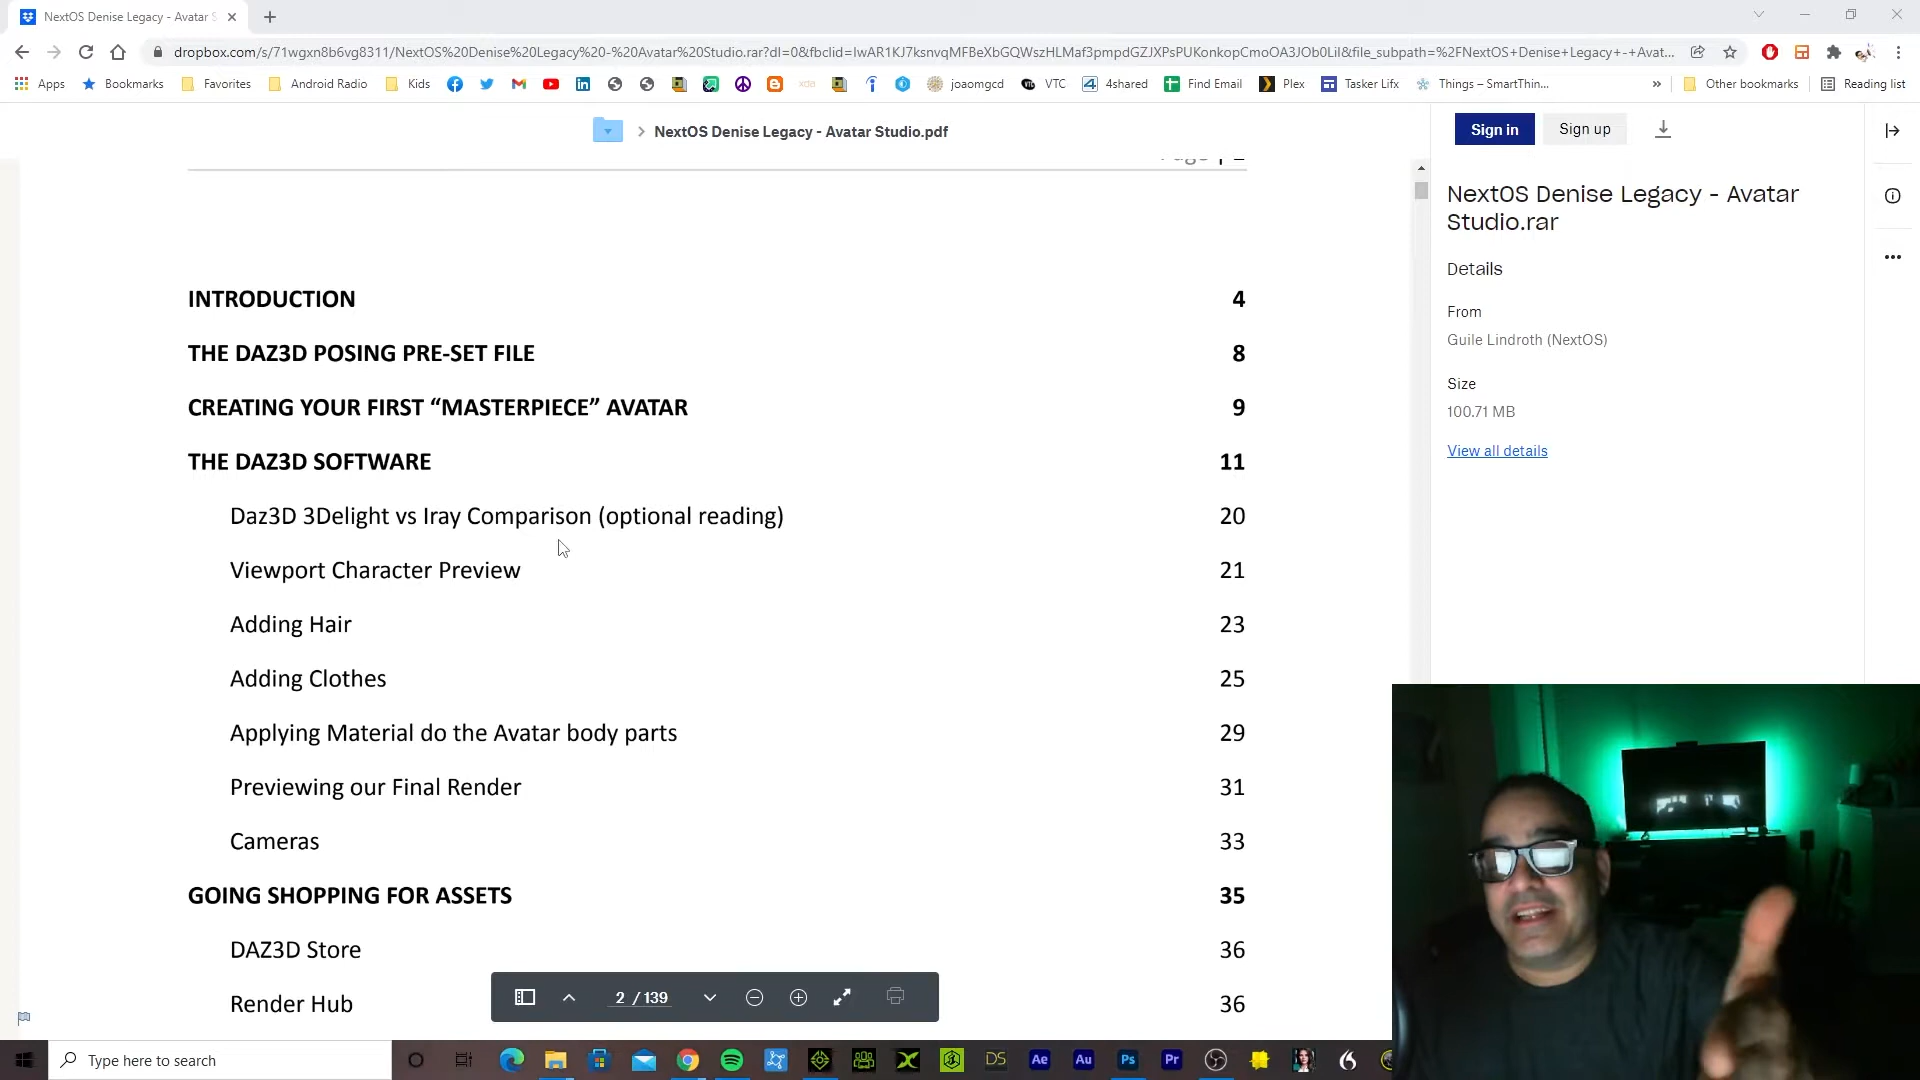 NextOS Denise Legacy - Avatar S
dropbox.com/s/71wgxn8b6vg8311/NextOS%20Denise%20Legacy%20-%20Avatar%20Studio.rar?dl=0&fbclid=IwAR1KJ7ksnvqMFBeXbGQWszHLMaf3pmpdGZJXPsPUKonkopCmoOA3JOb0LiI&file_subpath=%2FNextOS+Denise+Legacy+-+Avat...
Apps Bookmarks Favorites Android Radio Kids joaomgcd VTC 4shared Find Email Plex Tasker Lifx Things – SmartThin... » Other bookmarks Reading list
NextOS Denise Legacy - Avatar Studio.pdf
Sign in Sign up
INTRODUCTION 4
THE DAZ3D POSING PRE-SET FILE 8
CREATING YOUR FIRST “MASTERPIECE” AVATAR 9
THE DAZ3D SOFTWARE 11
Daz3D 3Delight vs Iray Comparison (optional reading) 20
Viewport Character Preview 21
Adding Hair 23
Adding Clothes 25
Applying Material do the Avatar body parts 29
Previewing our Final Render 31
Cameras 33
GOING SHOPPING FOR ASSETS 35
DAZ3D Store 36
Render Hub 36
2 / 139
NextOS Denise Legacy - Avatar
Studio.rar
Details
From
Guile Lindroth (NextOS)
Size
100.71 MB
View all details
Type here to search
DS Ae Au Ps Pr